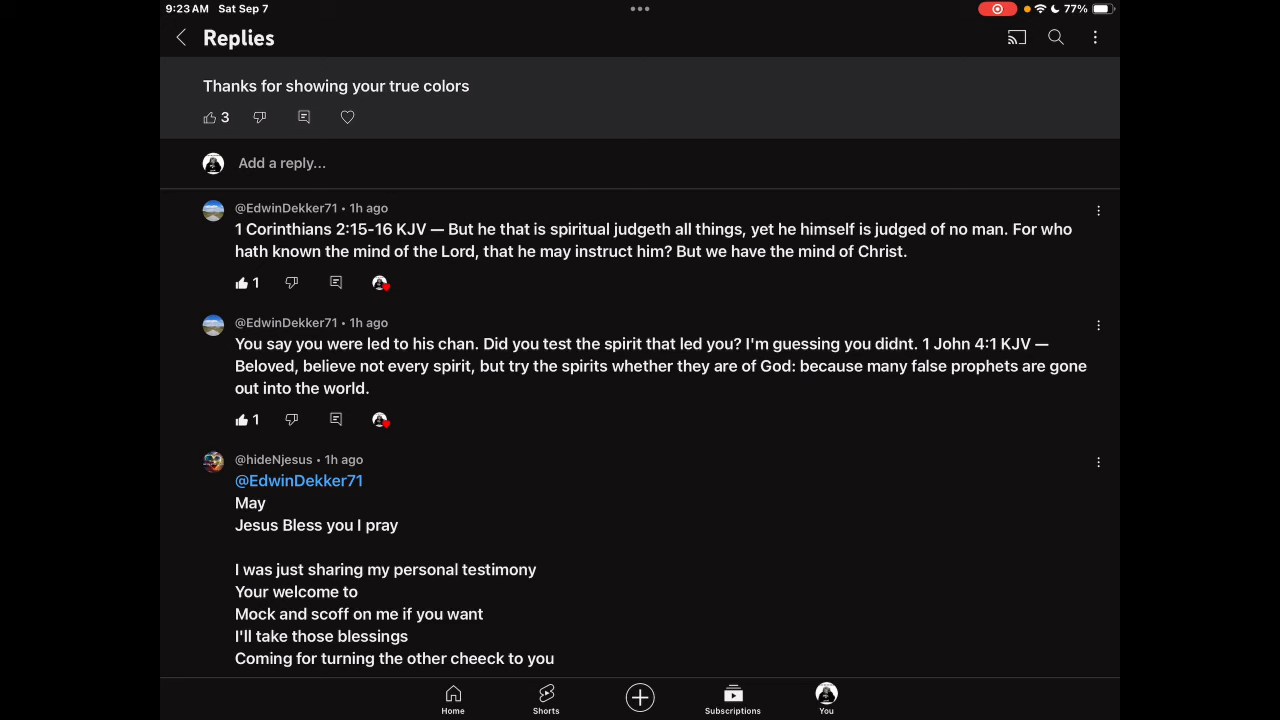 9:23 AM Sat Sep 7
77%
Replies
Thanks for showing your true colors
3
Add a reply...
@EdwinDekker71 • 1h ago
1 Corinthians 2:15-16 KJV — But he that is spiritual judgeth all things, yet he himself is judged of no man. For who
hath known the mind of the Lord, that he may instruct him? But we have the mind of Christ.
1
@EdwinDekker71 • 1h ago
You say you were led to his chan. Did you test the spirit that led you? I'm guessing you didnt. 1 John 4:1 KJV —
Beloved, believe not every spirit, but try the spirits whether they are of God: because many false prophets are gone
out into the world.
1
@hideNjesus • 1h ago
@EdwinDekker71
May
Jesus Bless you I pray
I was just sharing my personal testimony
Your welcome to
Mock and scoff on me if you want
I'll take those blessings
Coming for turning the other cheeck to you
Home
Shorts
Subscriptions
You